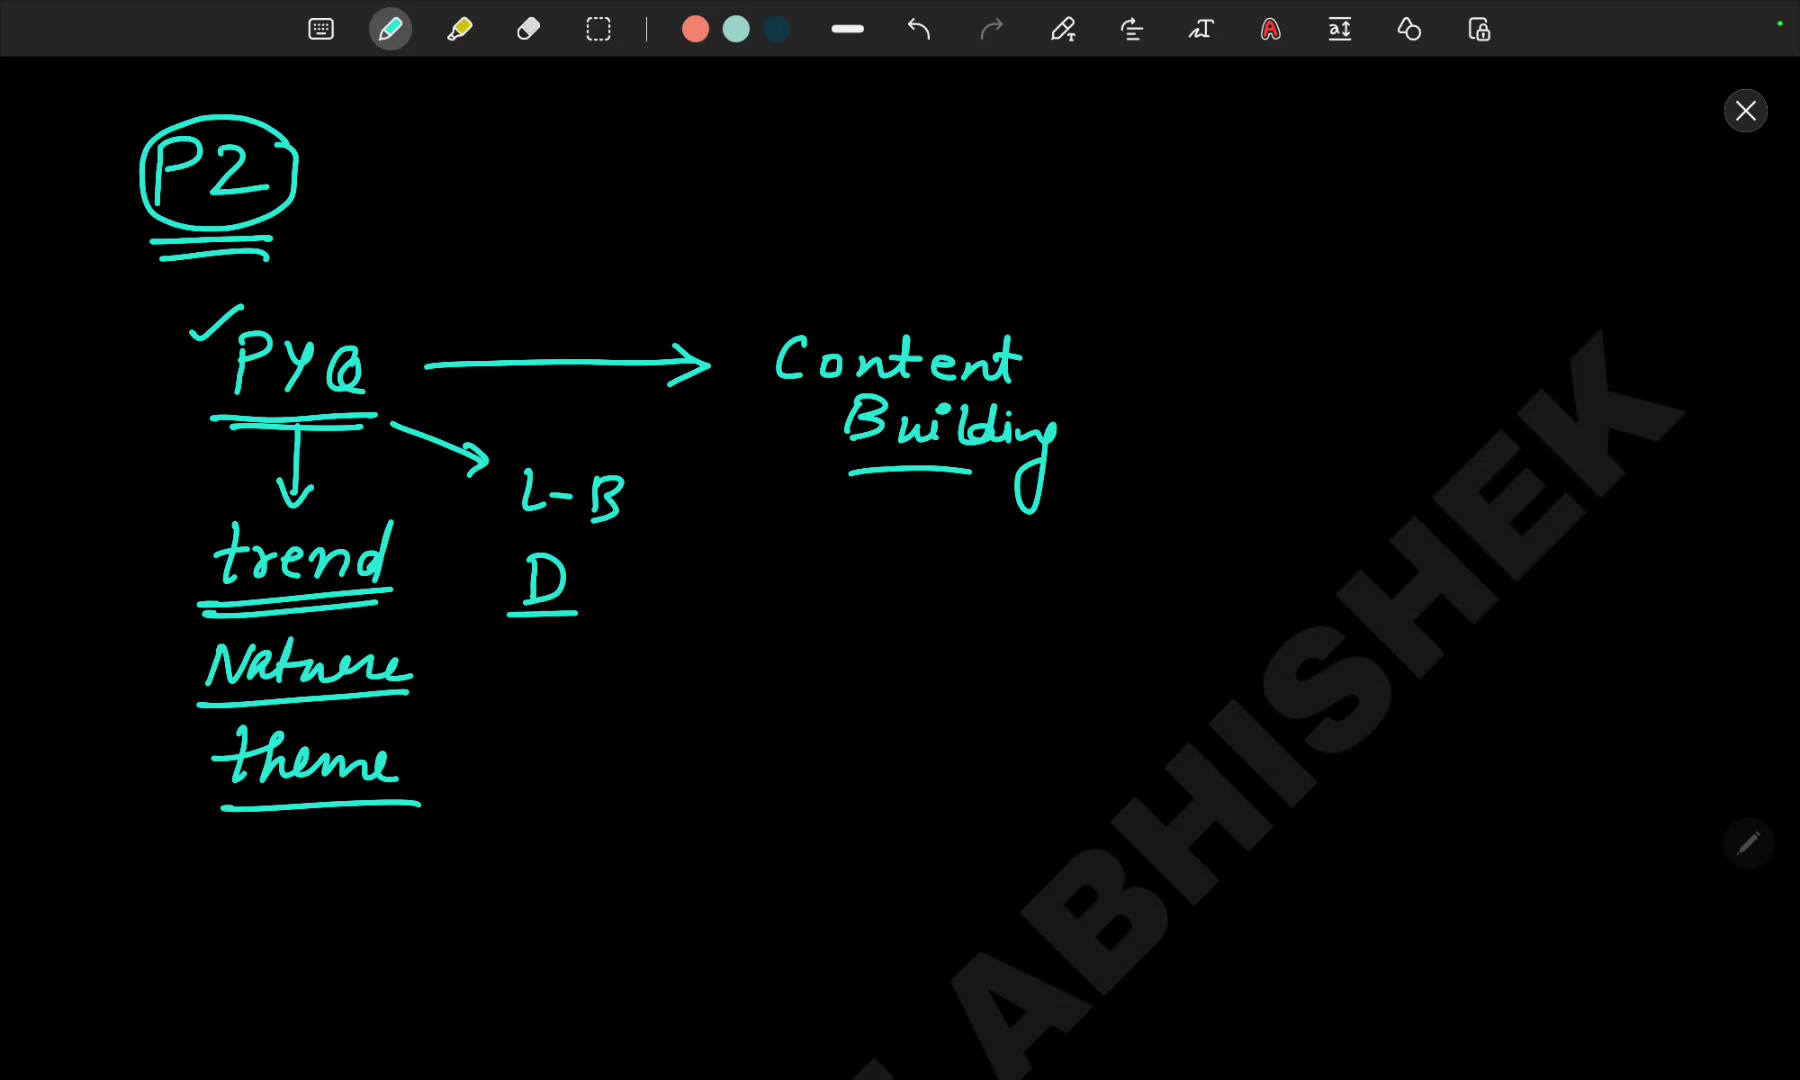 P2
PYQ
Content
Building
L-B
trend
D
Nature
theme
ABHISHEK